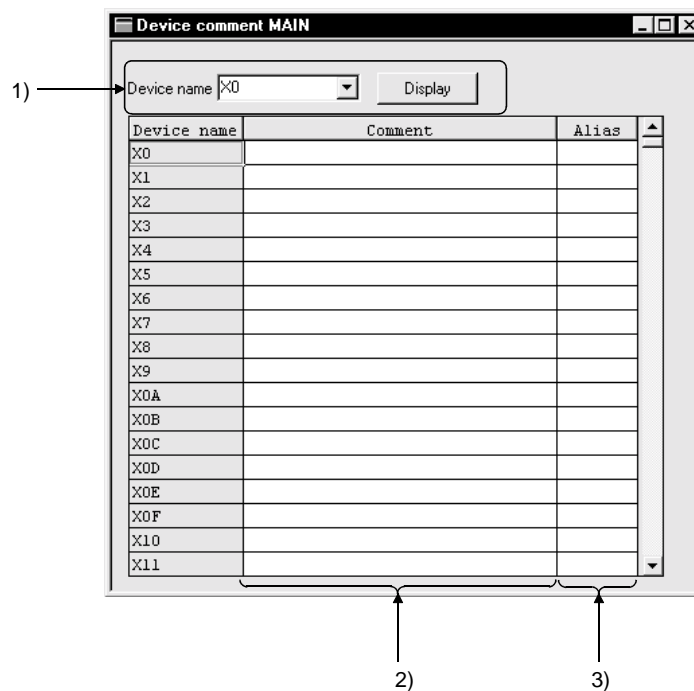 Device comment MAIN
1)
Device name X0 Display
Device name Comment Alias
X0
X1
X2
X3
X4
X5
X6
X7
X8
X9
X0A
X0B
X0C
X0D
X0E
X0F
X10
X11
2) 3)